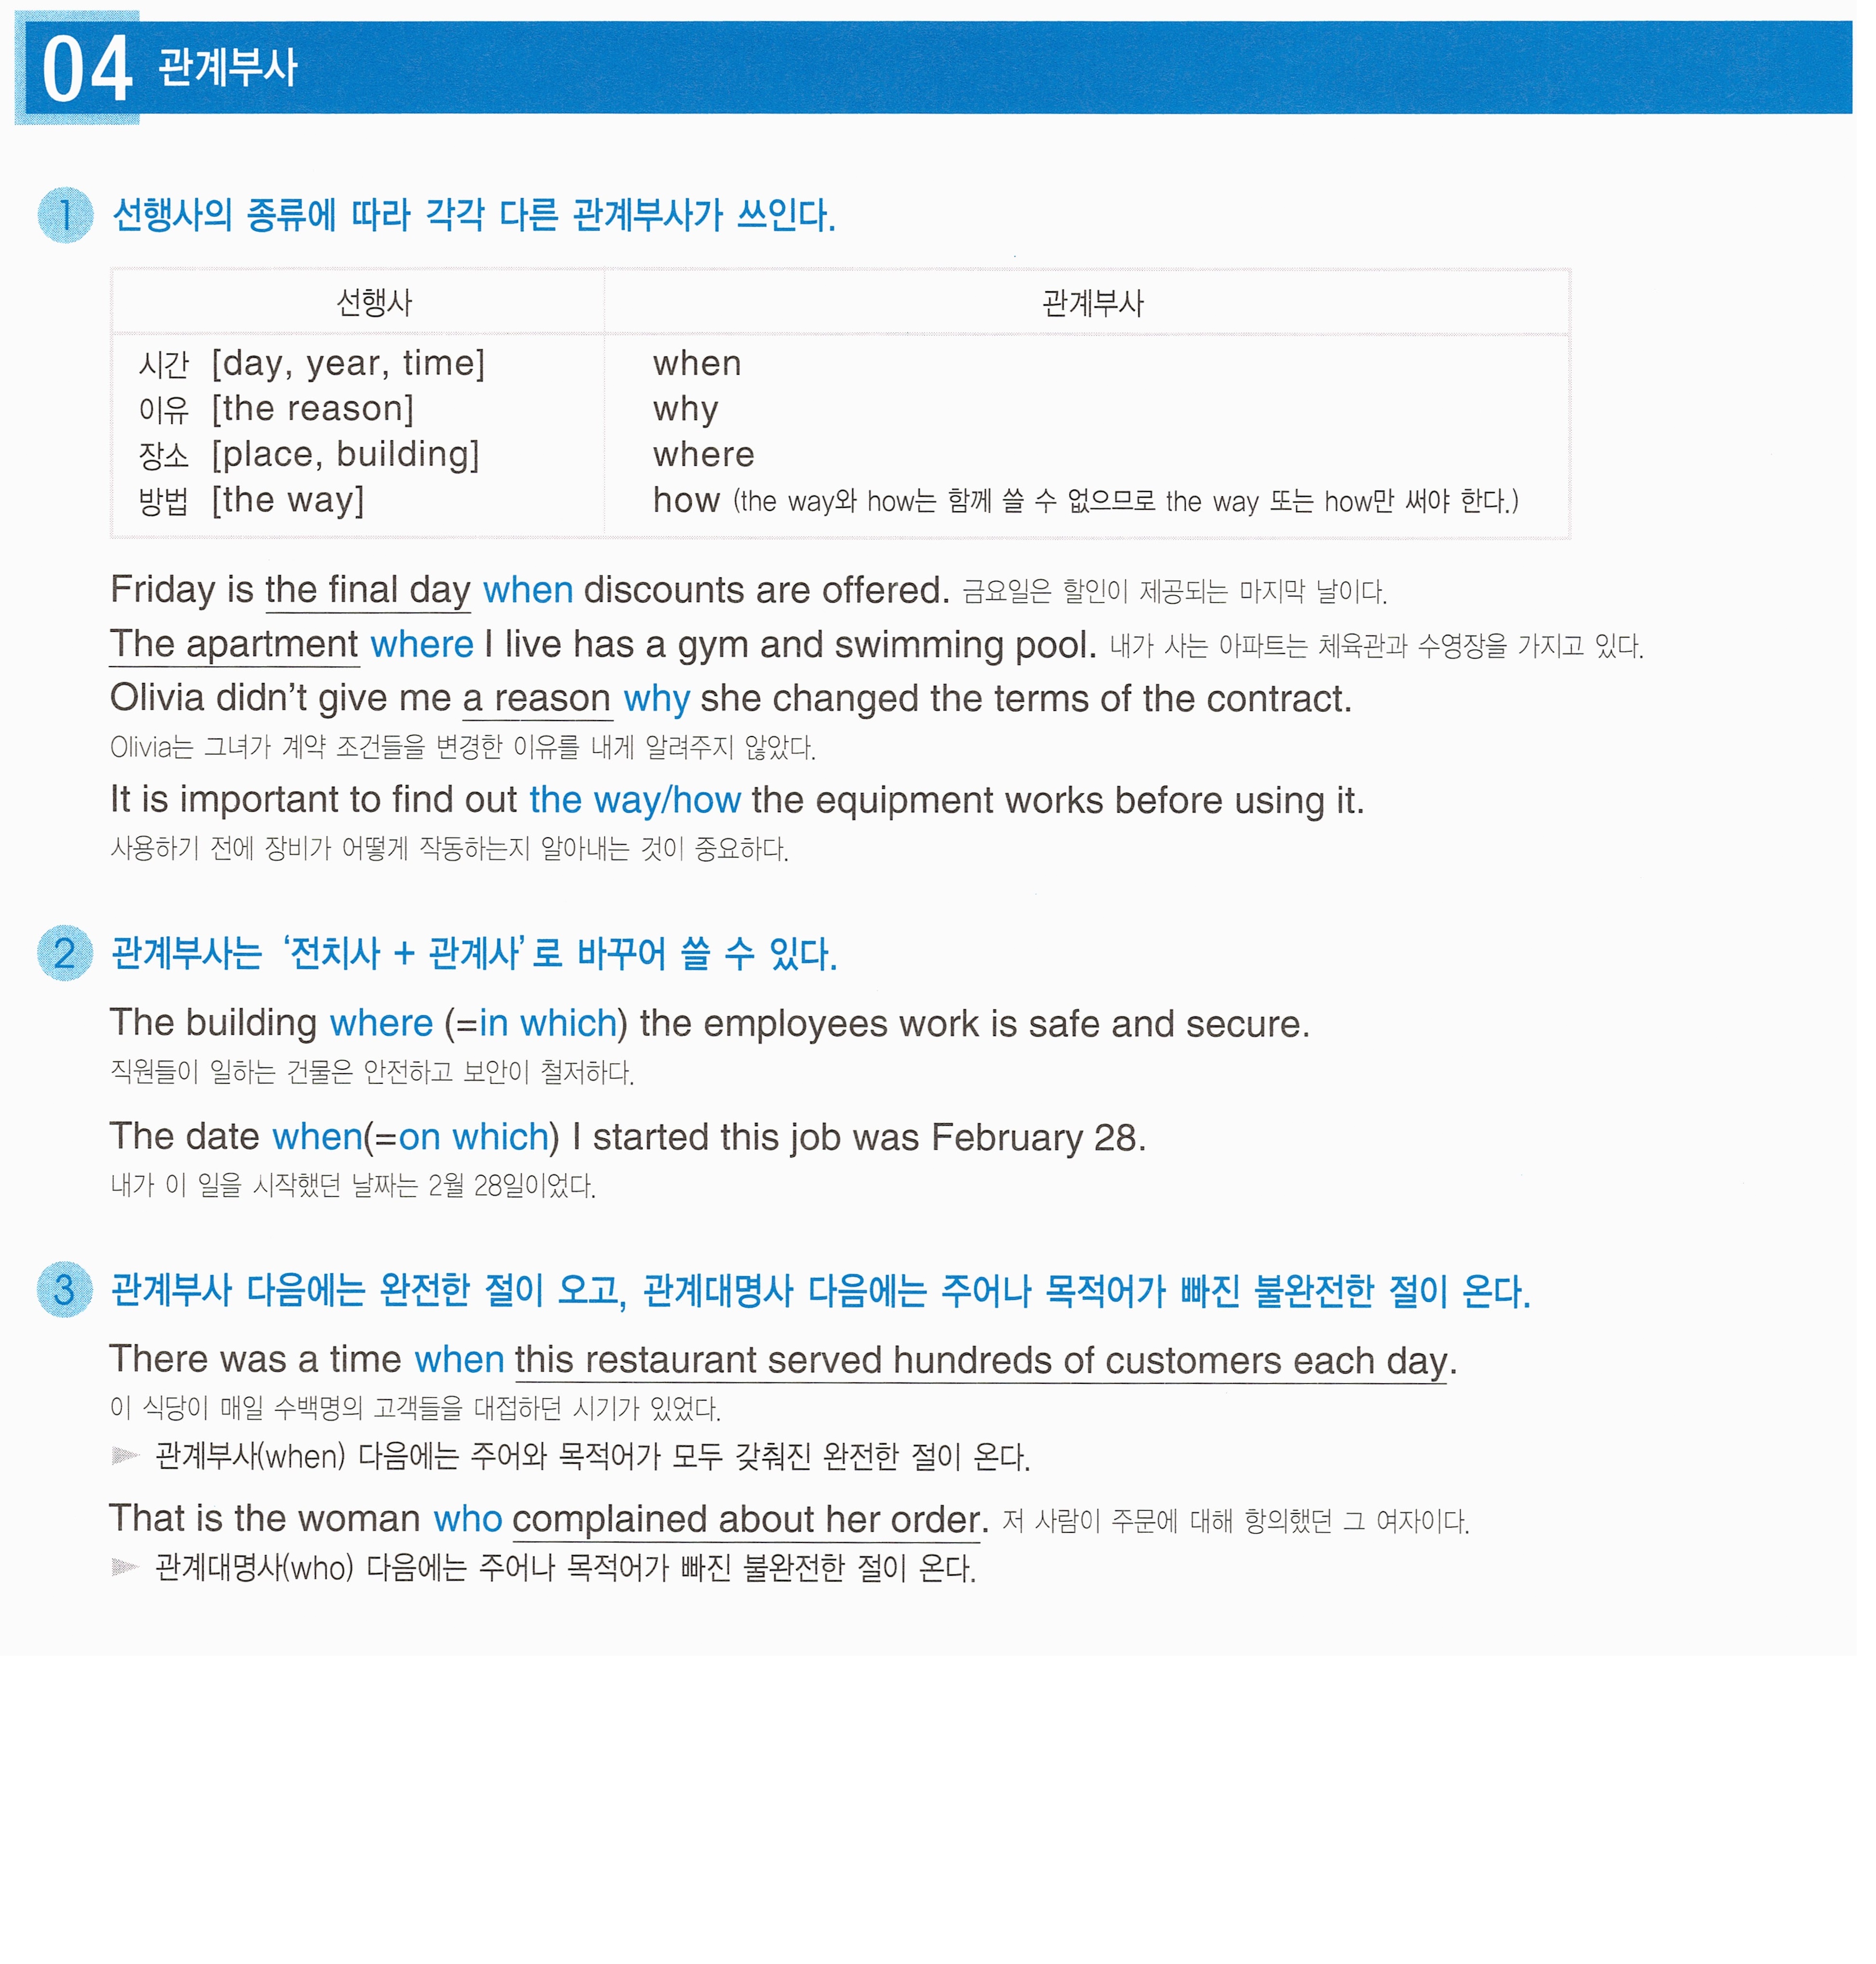 04 관계부사
1 선행사의 종류에 따라 각각 다른 관계부사가 쓰인다.
선행사 관계부사
시간 [day, year, time] when
이유 [the reason] why
장소 [place, building] where
방법 [the way] how (the way와 how는 함께 쓸 수 없으므로 the way 또는 how만 써야 한다.)
Friday is the final day when discounts are offered. 금요일은 할인이 제공되는 마지막 날이다.
The apartment where I live has a gym and swimming pool. 내가 사는 아파트는 체육관과 수영장을 가지고 있다.
Olivia didn't give me a reason why she changed the terms of the contract.
Olivia는 그녀가 계약 조건들을 변경한 이유를 내게 알려주지 않았다.
It is important to find out the way/how the equipment works before using it.
사용하기 전에 장비가 어떻게 작동하는지 알아내는 것이 중요하다.
2 관계부사는 ‘전치사 + 관계사’로 바꾸어 쓸 수 있다.
The building where (=in which) the employees work is safe and secure.
직원들이 일하는 건물은 안전하고 보안이 철저하다.
The date when(=on which) I started this job was February 28.
내가 이 일을 시작했던 날짜는 2월 28일이었다.
3 관계부사 다음에는 완전한 절이 오고, 관계대명사 다음에는 주어나 목적어가 빠진 불완전한 절이 온다.
There was a time when this restaurant served hundreds of customers each day.
이 식당이 매일 수백명의 고객들을 대접하던 시기가 있었다.
► 관계부사(when) 다음에는 주어와 목적어가 모두 갖춰진 완전한 절이 온다.
That is the woman who complained about her order. 저 사람이 주문에 대해 항의했던 그 여자이다.
► 관계대명사(who) 다음에는 주어나 목적어가 빠진 불완전한 절이 온다.